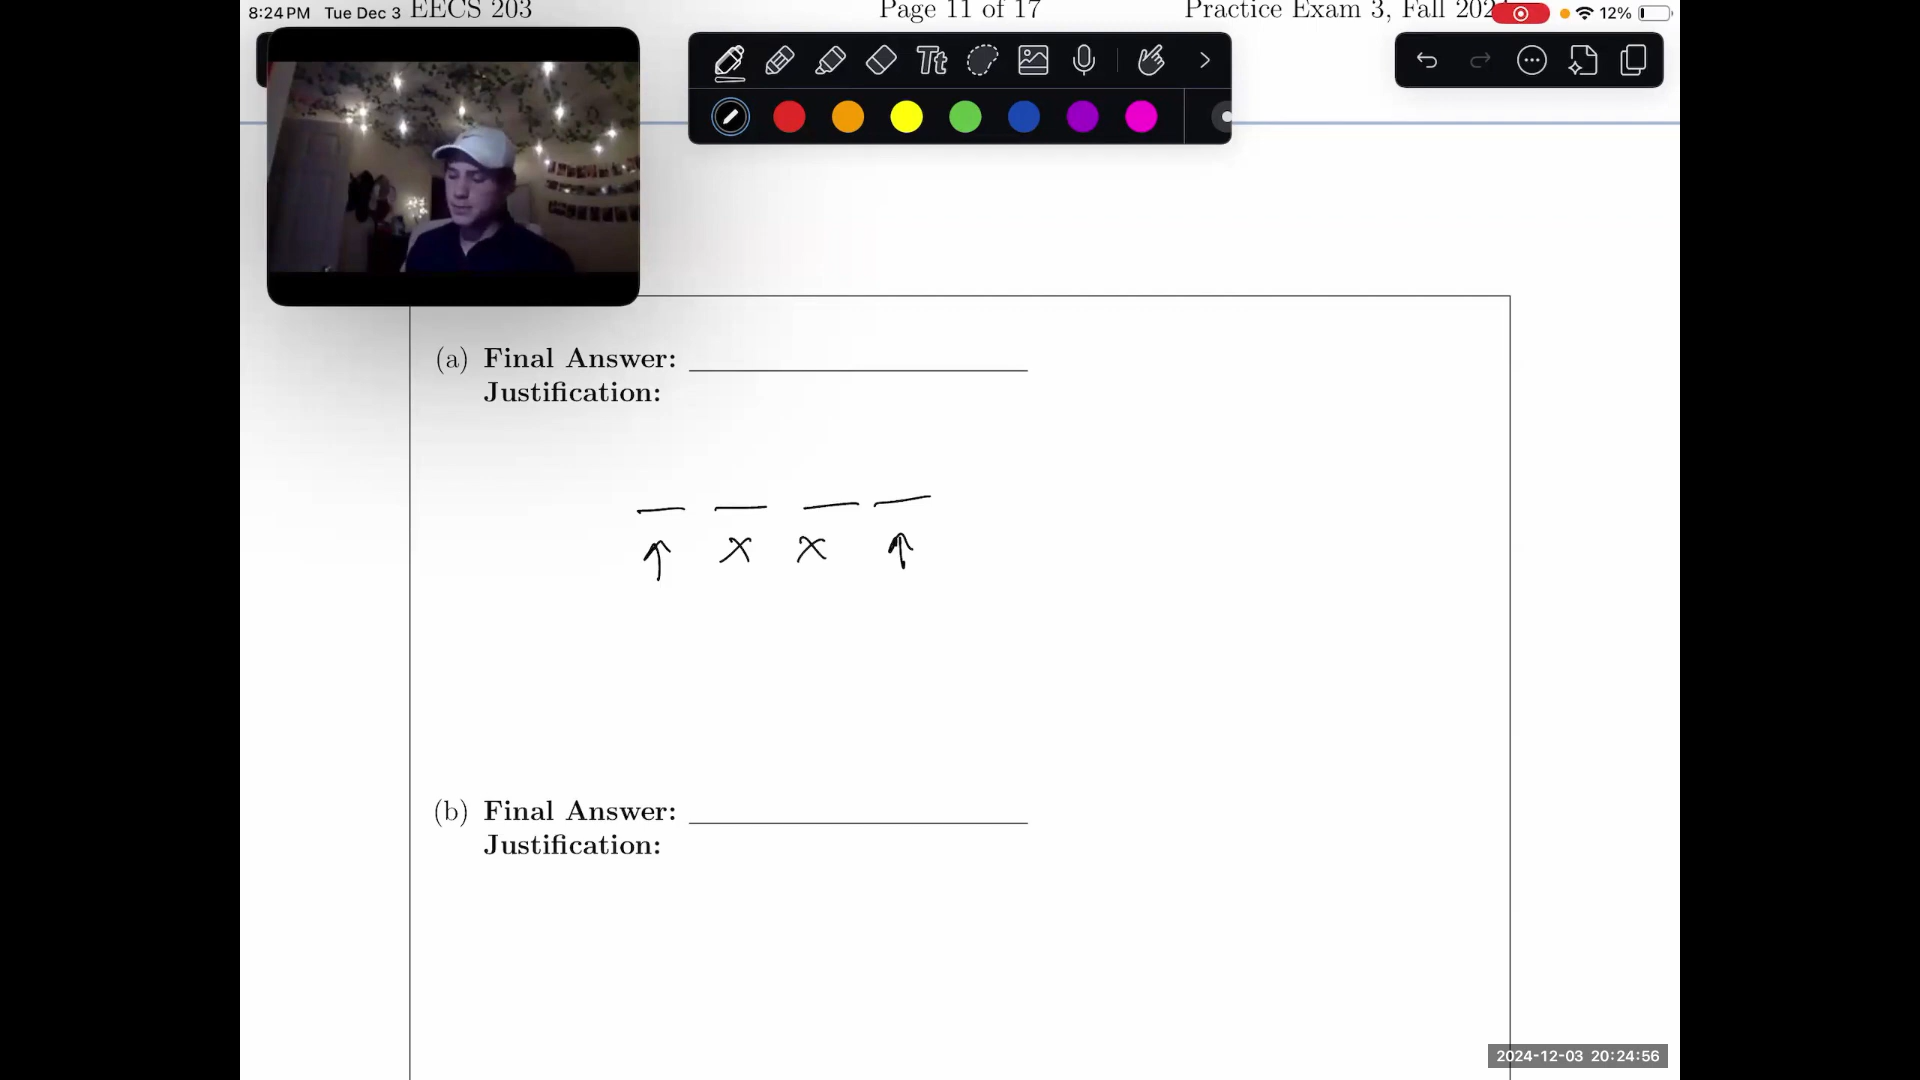 8:24 PM Tue Dec 3 EECS 203 Page 11 of 17 Practice Exam 3, Fall 202 12%
Tt
(a) Final Answer:
Justification:
↑ x x ↑
(b) Final Answer:
Justification:
2024-12-03 20:24:56